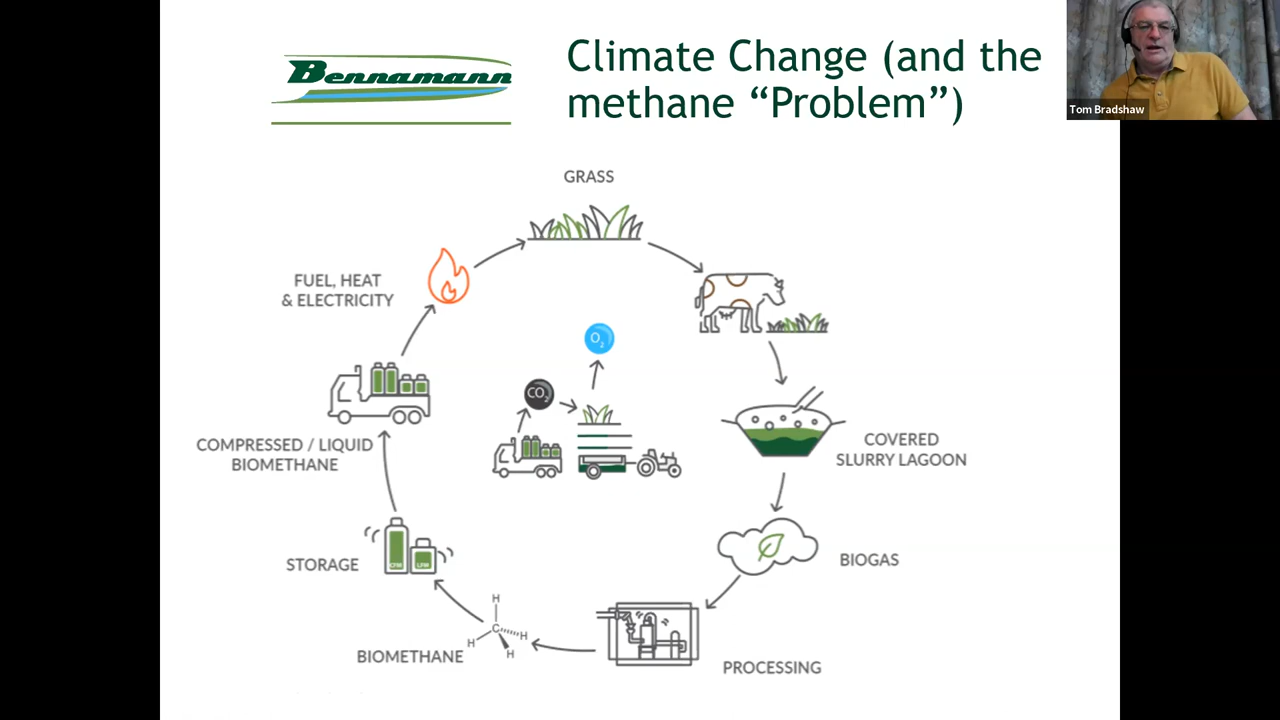 Bennamann
Climate Change (and the
methane “Problem”)
Tom Bradshaw
GRASS
FUEL, HEAT
& ELECTRICITY
O2
CO2
COMPRESSED / LIQUID
BIOMETHANE
COVERED
SLURRY LAGOON
STORAGE
BIOGAS
H
C
H
H
H
BIOMETHANE
PROCESSING